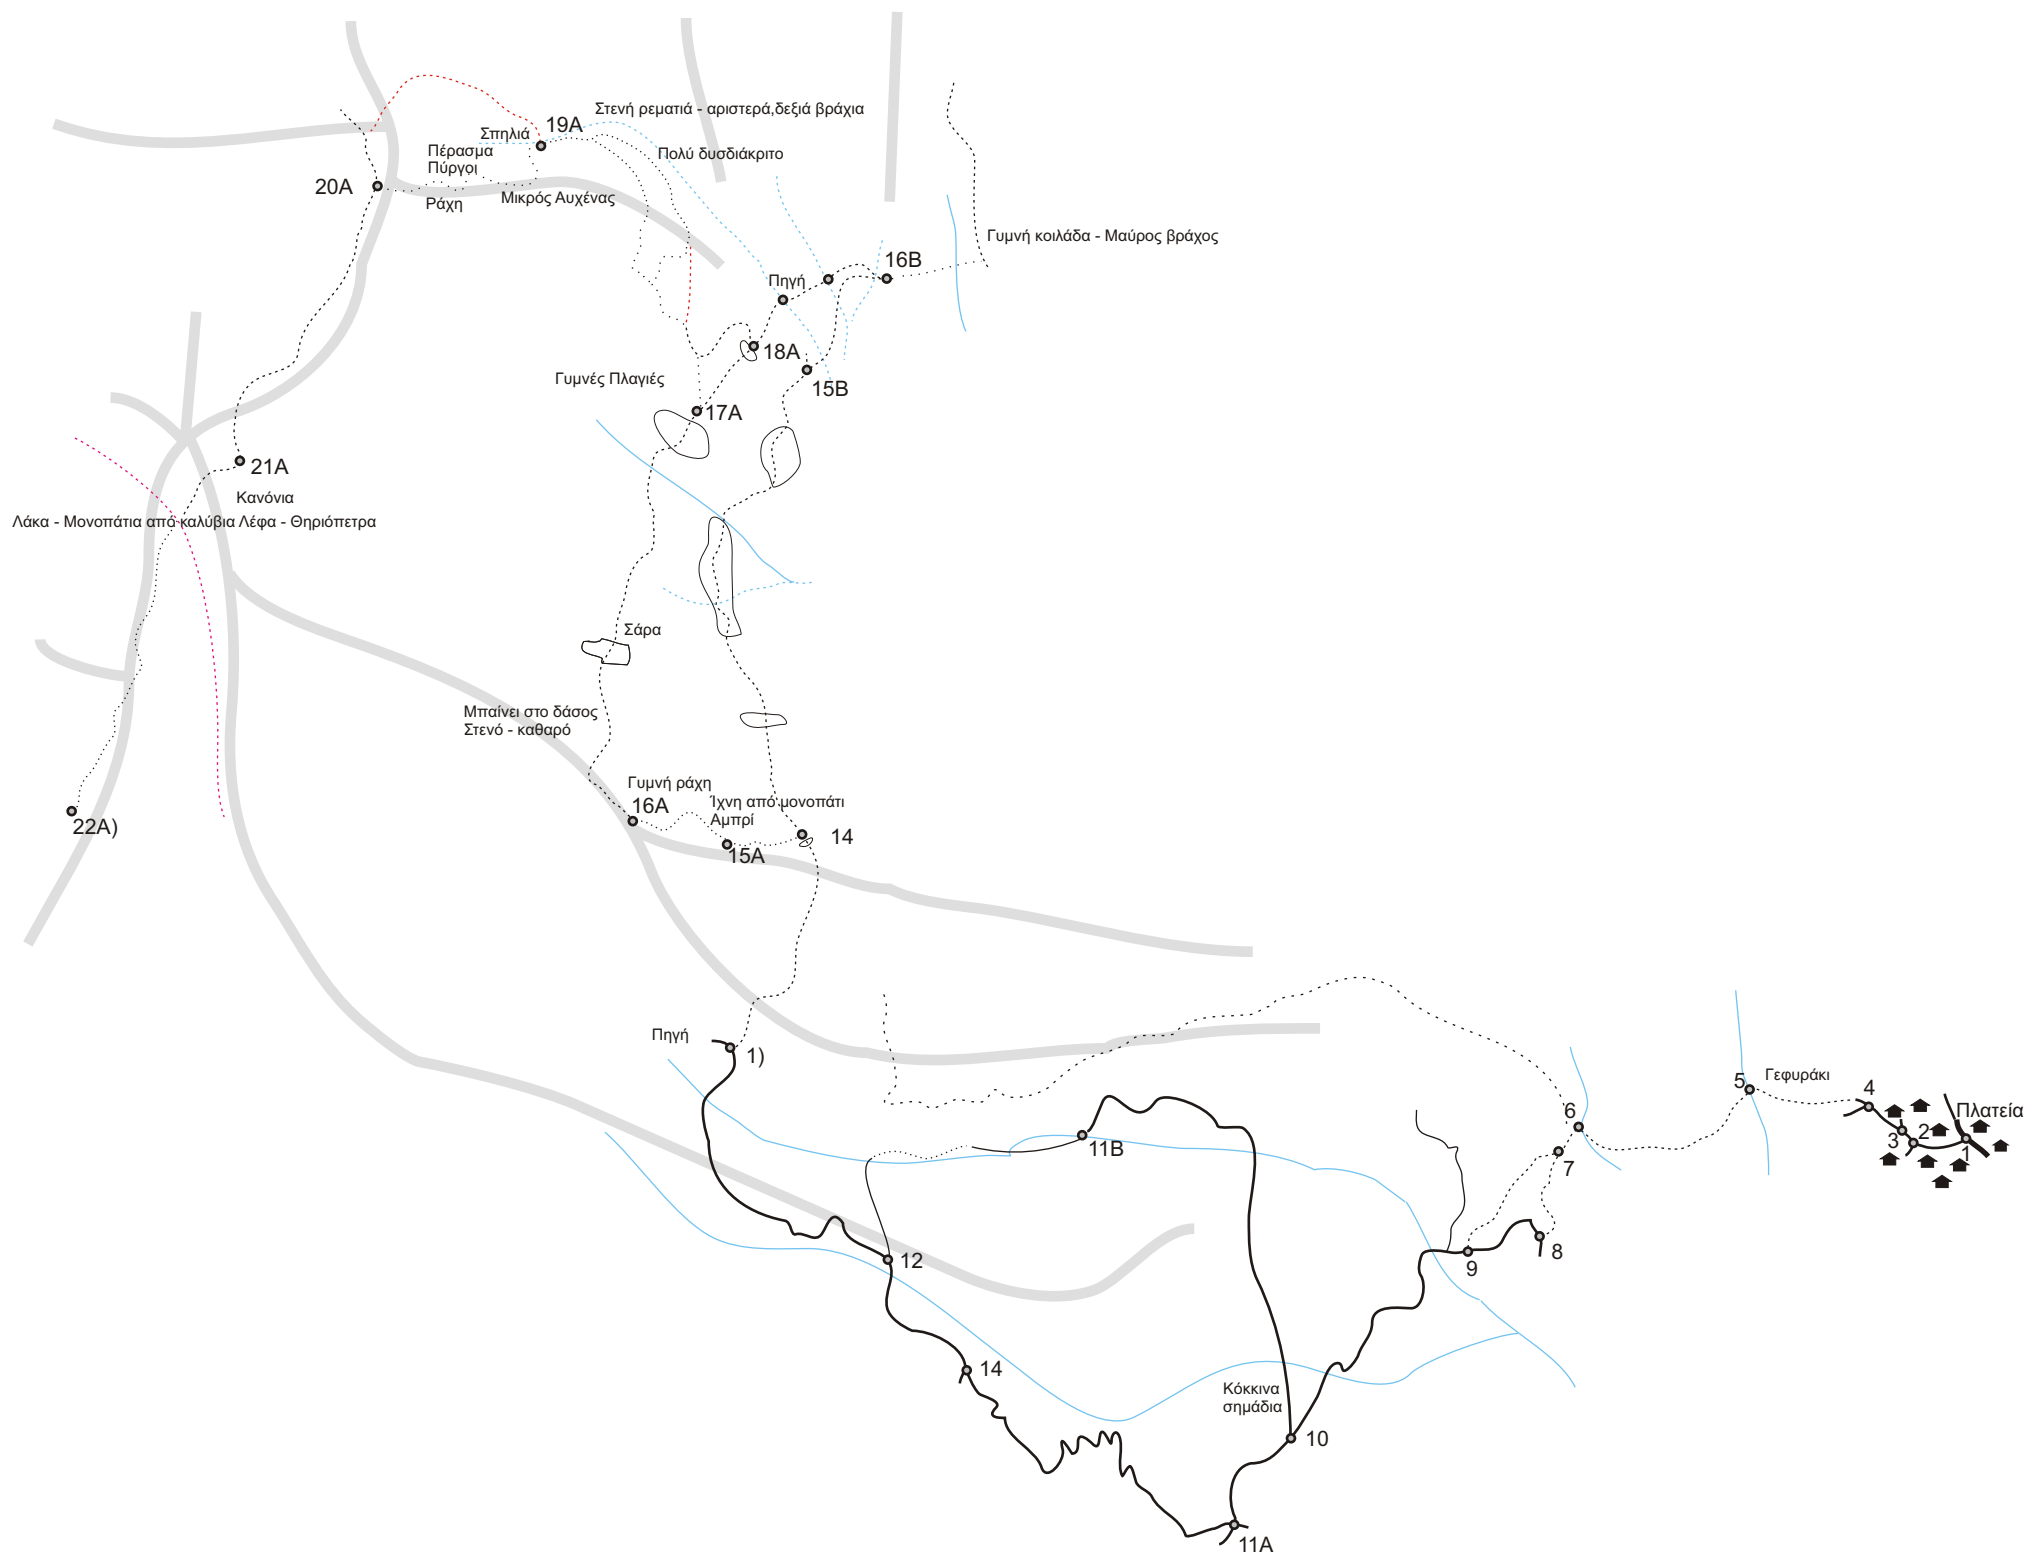 Στενή ρεματιά - αριστερά,δεξιά βράχια
19A
Σπηλιά
Πέρασμα
Πύργοι
Πολύ δυσδιάκριτο
20A
Ράχη
Μικρός Αυχένας
Γυμνή κοιλάδα - Μαύρος βράχος
16B
Πηγή
18A
Γυμνές Πλαγιές
15B
17A
21A
Κανόνια
Λάκα - Μονοπάτια από καλύβια Λέφα - Θηριόπετρα
Σάρα
Μπαίνει στο δάσος
Στενό - καθαρό
Γυμνή ράχη
16A
Ίχνη από μονοπάτι
Αμπρί
22A)
14
15A
Πηγή
1)
5
Γεφυράκι
4
Πλατεία
6
3
2
1
11B
7
12
9
8
14
Κόκκινα
σημάδια
10
11A